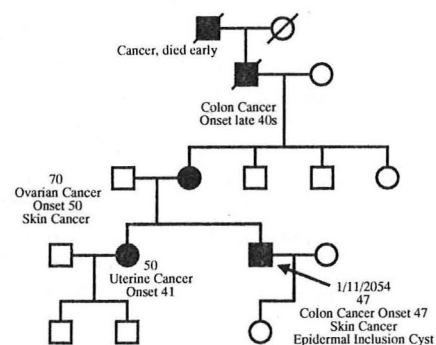 Cancer, died early
Colon Cancer
Onset late 40s
70
Ovarian Cancer
Onset 50
Skin Cancer
50
Uterine Cancer
Onset 41
1/11/2054
47
Colon Cancer Onset 47
Skin Cancer
Epidermal Inclusion Cyst